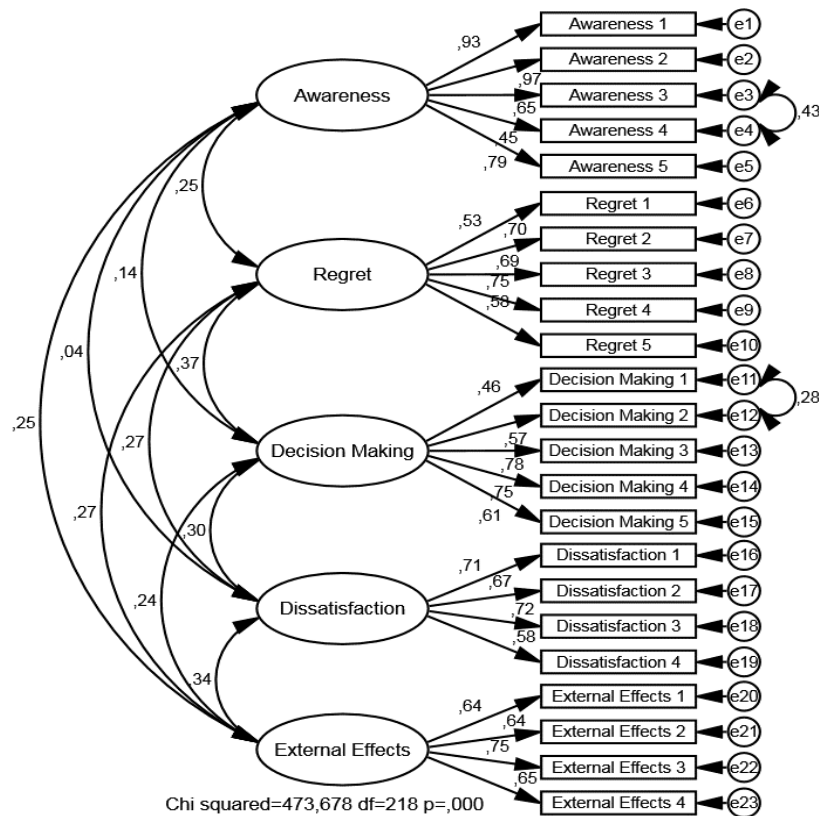 Awareness 1 e1
,93
Awareness 2 e2
,97
Awareness Awareness 3 e3
,65 ,43
Awareness 4 e4
,45
,79 Awareness 5 e5
,25
Regret 1 e6
,53
,70 Regret 2 e7
,69
Regret Regret 3 e8
,14 ,75
Regret 4 e9
,58
Regret 5 e10
,04 ,37
Decision Making 1 e11
,46 ,28
Decision Making 2 e12
,25 ,27
,57
Decision Making Decision Making 3 e13
,78
Decision Making 4 e14
,75
,27 ,61 Decision Making 5 e15
,30
Dissatisfaction 1 e16
,71
,24 ,67 Dissatisfaction 2 e17
Dissatisfaction ,72
Dissatisfaction 3 e18
,58
Dissatisfaction 4 e19
,34
External Effects 1 e20
,64
,64 External Effects 2 e21
External Effects ,75
External Effects 3 e22
,65
External Effects 4 e23
Chi squared=473,678 df=218 p=,000